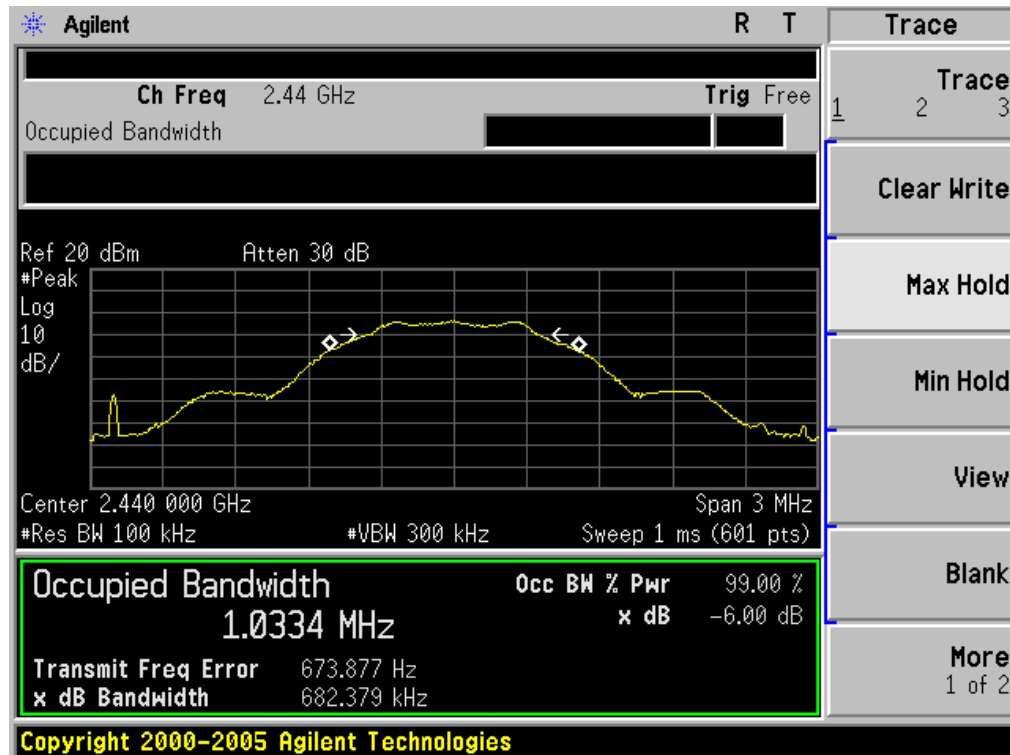 Agilent R T
Trace
Ch Freq 2.44 GHz Trig Free
Occupied Bandwidth
Trace
1 2 3
Clear Write
Max Hold
Min Hold
View
Blank
More
1 of 2
Ref 20 dBm Atten 30 dB
#Peak
Log
10
dB/
Center 2.440 000 GHz Span 3 MHz
#Res BW 100 kHz #VBW 300 kHz Sweep 1 ms (601 pts)
Occupied Bandwidth
1.0334 MHz
Occ BW % Pwr 99.00 %
x dB -6.00 dB
Transmit Freq Error 673.877 Hz
x dB Bandwidth 682.379 kHz
Copyright 2000-2005 Agilent Technologies